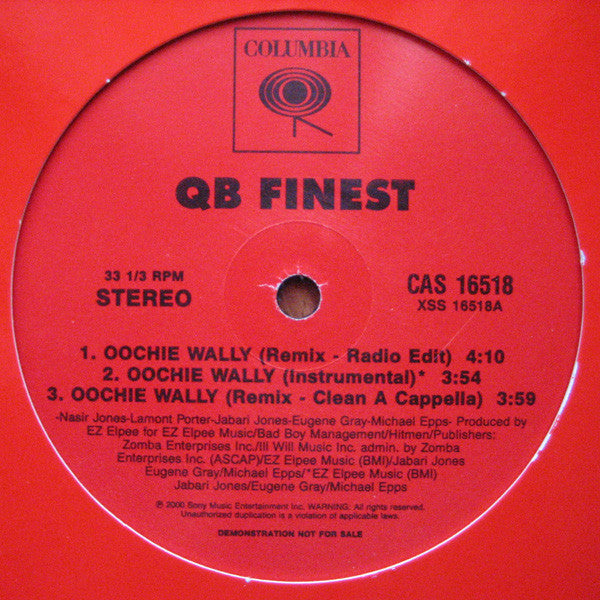 COLUMBIA
QB FINEST
33 1/3 RPM
STEREO
CAS 16518
XSS 16518A
1. OOCHIE WALLY (Remix - Radio Edit) 4:10
2. OOCHIE WALLY (Instrumental)* 3:54
3. OOCHIE WALLY (Remix - Clean A Cappella) 3:59
-Nasir Jones-Lamont Porter-Jabari Jones-Eugene Gray-Michael Epps- Produced by
EZ Elpee for EZ Elpee Music/Bad Boy Management/Hitmen/Publishers:
Zomba Enterprises Inc./Ill Will Music Inc. admin. by Zomba
Enterprises Inc. (ASCAP)/EZ Elpee Music (BMI)/Jabari Jones
Eugene Gray/Michael Epps/*EZ Elpee Music (BMI)
Jabari Jones/Eugene Gray/Michael Epps
℗ 2000 Sony Music Entertainment Inc. WARNING: All rights reserved.
Unauthorized duplication is a violation of applicable laws.
DEMONSTRATION NOT FOR SALE